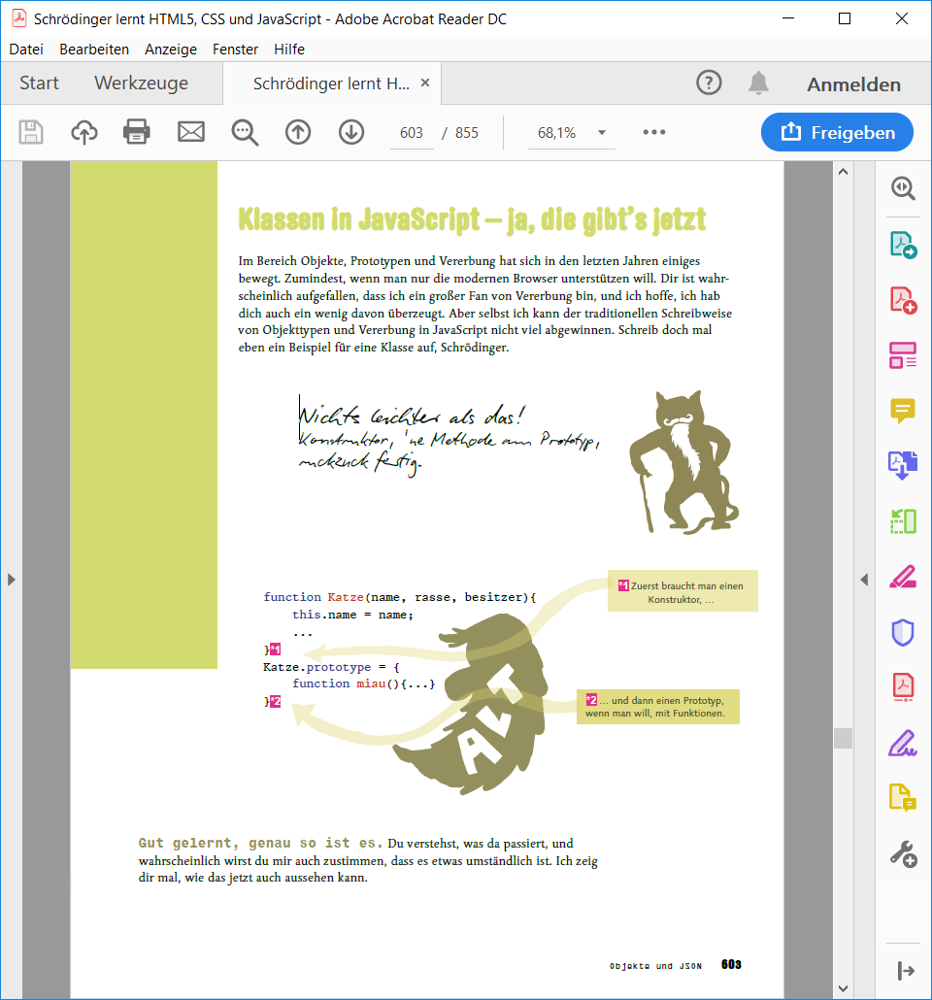 Schrödinger lernt HTML5, CSS und JavaScript - Adobe Acrobat Reader DC
Datei Bearbeiten Anzeige Fenster Hilfe
Start Werkzeuge Schrödinger lernt H... × Anmelden
603 / 855 68,1% Freigeben
Klassen in JavaScript – ja, die gibt's jetzt
Im Bereich Objekte, Prototypen und Vererbung hat sich in den letzten Jahren einiges
bewegt. Zumindest, wenn man nur die modernen Browser unterstützen will. Dir ist wahr-
scheinlich aufgefallen, dass ich ein großer Fan von Vererbung bin, und ich hoffe, ich hab
dich auch ein wenig davon überzeugt. Aber selbst ich kann der traditionellen Schreibweise
von Objekttypen und Vererbung in JavaScript nicht viel abgewinnen. Schreib doch mal
eben ein Beispiel für eine Klasse auf, Schrödinger.
Nichts leichter als das!
Konstruktor, 'ne Methode am Prototyp,
ruckzuck fertig.
*1 Zuerst braucht man einen
Konstruktor, ...
function Katze(name, rasse, besitzer){
this.name = name;
...
}*1
Katze.prototype = {
function miau(){...}
}*2
ALT
*2 ... und dann einen Prototyp,
wenn man will, mit Funktionen.
Gut gelernt, genau so ist es. Du verstehst, was da passiert, und
wahrscheinlich wirst du mir auch zustimmen, dass es etwas umständlich ist. Ich zeig
dir mal, wie das jetzt auch aussehen kann.
Objekte und JSON 603